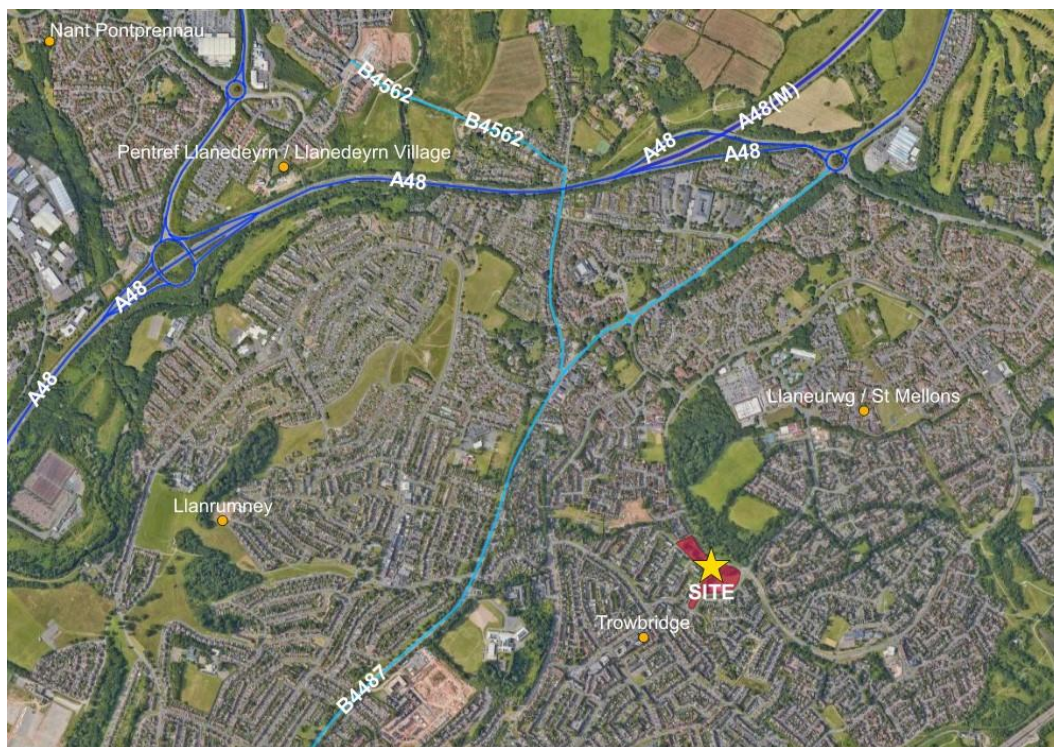 Nant Pontprennau
B4562
B4562
A48(M)
A48
A48
Pentref Llanedeyrn / Llanedeyrn Village
A48
A48
A48
Llaneurwg / St Mellons
Llanrumney
SITE
Trowbridge
B4487